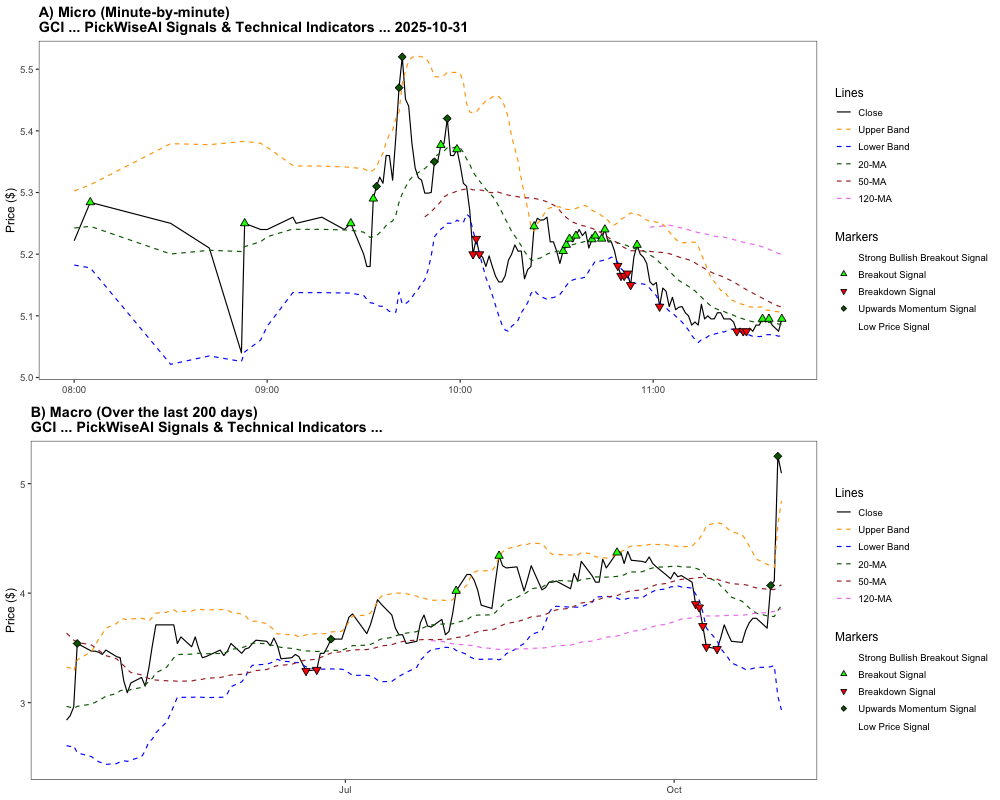 A) Micro (Minute-by-minute)
GCI ... PickWiseAI Signals & Technical Indicators ... 2025-10-31
Price ($)
5.5
5.4
5.3
5.2
5.1
5.0
08:00
09:00
10:00
11:00
Lines
Close
Upper Band
Lower Band
20-MA
50-MA
120-MA
Markers
Strong Bullish Breakout Signal
Breakout Signal
Breakdown Signal
Upwards Momentum Signal
Low Price Signal
B) Macro (Over the last 200 days)
GCI ... PickWiseAI Signals & Technical Indicators ...
Price ($)
5
4
3
Jul
Oct
Lines
Close
Upper Band
Lower Band
20-MA
50-MA
120-MA
Markers
Strong Bullish Breakout Signal
Breakout Signal
Breakdown Signal
Upwards Momentum Signal
Low Price Signal